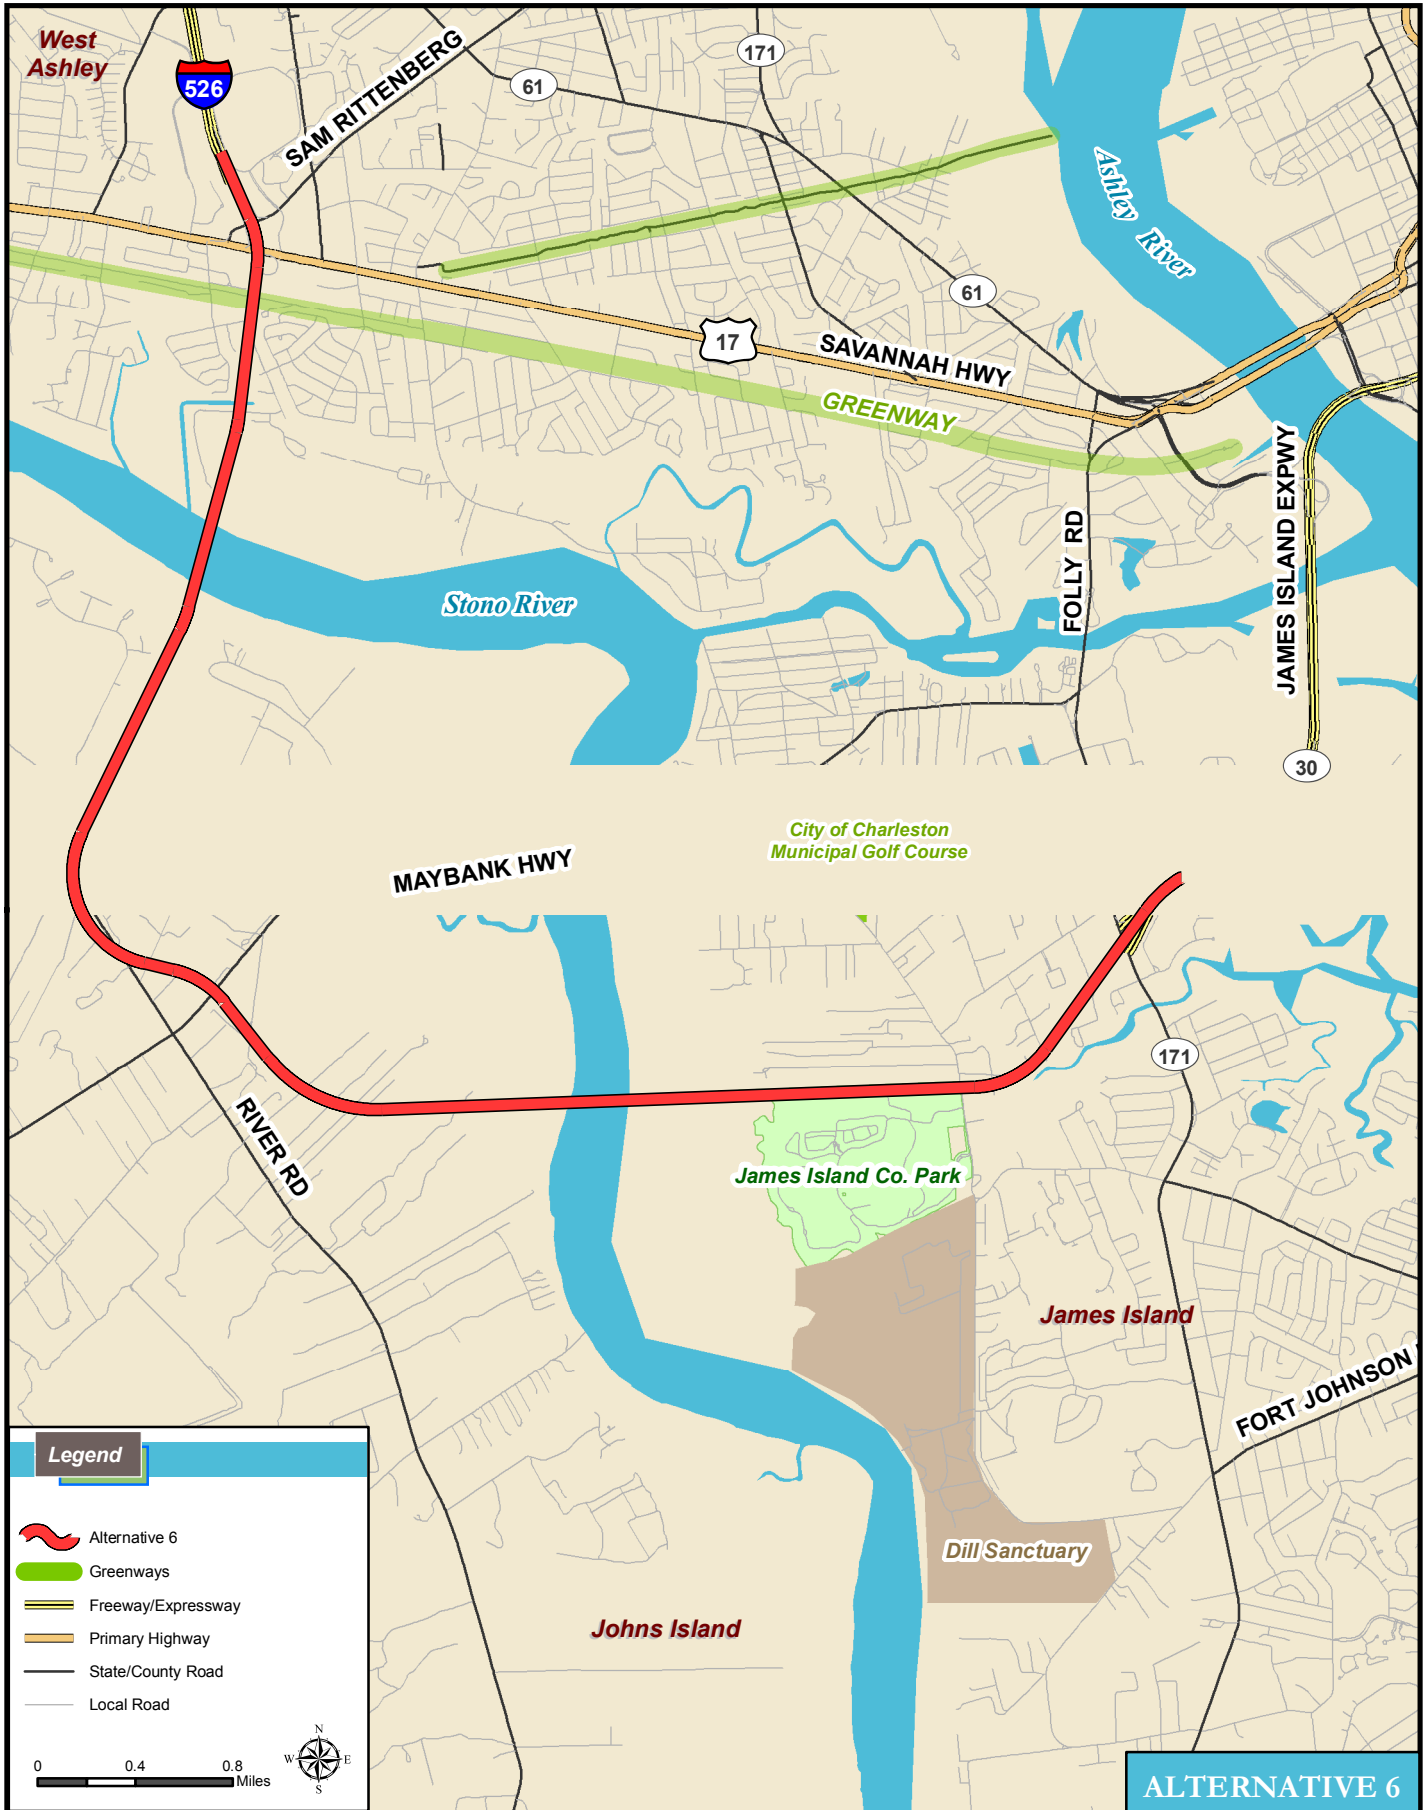 West
Ashley
526
SAM RITTENBERG
61
171
Ashley River
61
17
SAVANNAH HWY
GREENWAY
FOLLY RD
JAMES ISLAND EXPWY
Stono River
30
City of Charleston
Municipal Golf Course
MAYBANK HWY
171
RIVER RD
James Island Co. Park
James Island
FORT JOHNSON
Dill Sanctuary
Johns Island
Legend
Alternative 6
Greenways
Freeway/Expressway
Primary Highway
State/County Road
Local Road
0 0.4 0.8
Miles
N
W E
S
ALTERNATIVE 6